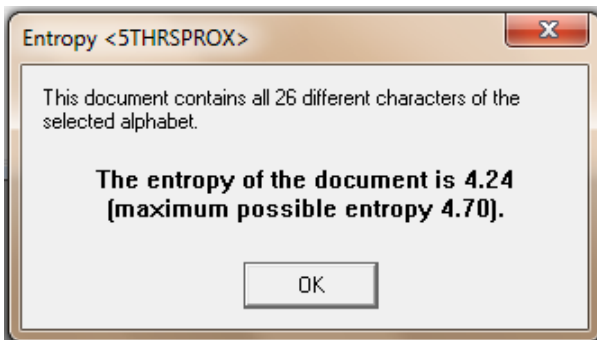 Entropy <5THRSPROX>
This document contains all 26 different characters of the
selected alphabet.
The entropy of the document is 4.24
(maximum possible entropy 4.70).
OK